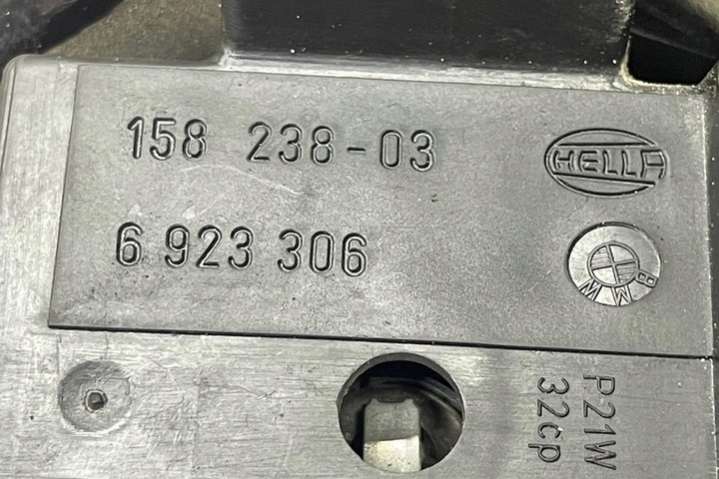 158 238-03
HELLA
6 923 306
BMW
P21W
32cp